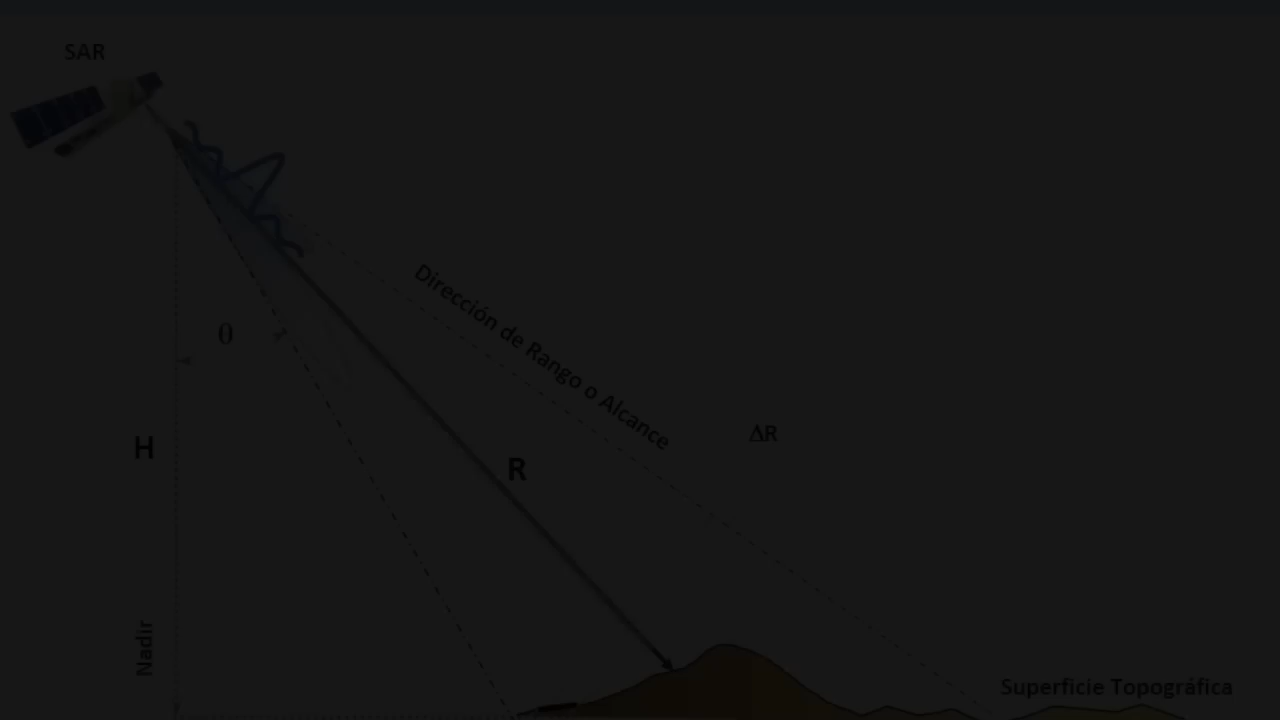 SAR
Dirección de Rango o Alcance
θ
ΔR
H
R
Nadir
Superficie Topográfica